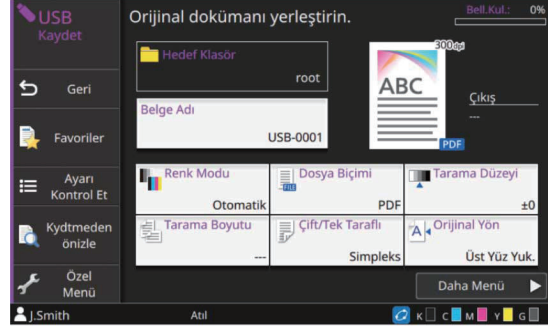 USB
Kaydet
Orijinal dokümanı yerleştirin.
Bell.Kul.: 0%
Geri
Favoriler
Ayarı
Kontrol Et
Kydtmeden
önizle
Özel
Menü
Hedef Klasör
root
Belge Adı
USB-0001
300dpi
ABC
PDF
Çıkış
---
Renk Modu
Otomatik
Dosya Biçimi
FILE
PDF
Tarama Düzeyi
±0
Tarama Boyutu
---
Çift/Tek Taraflı
Simpleks
A
Orijinal Yön
Üst Yüz Yuk.
Daha Menü
J.Smith
Atıl
K C M Y G